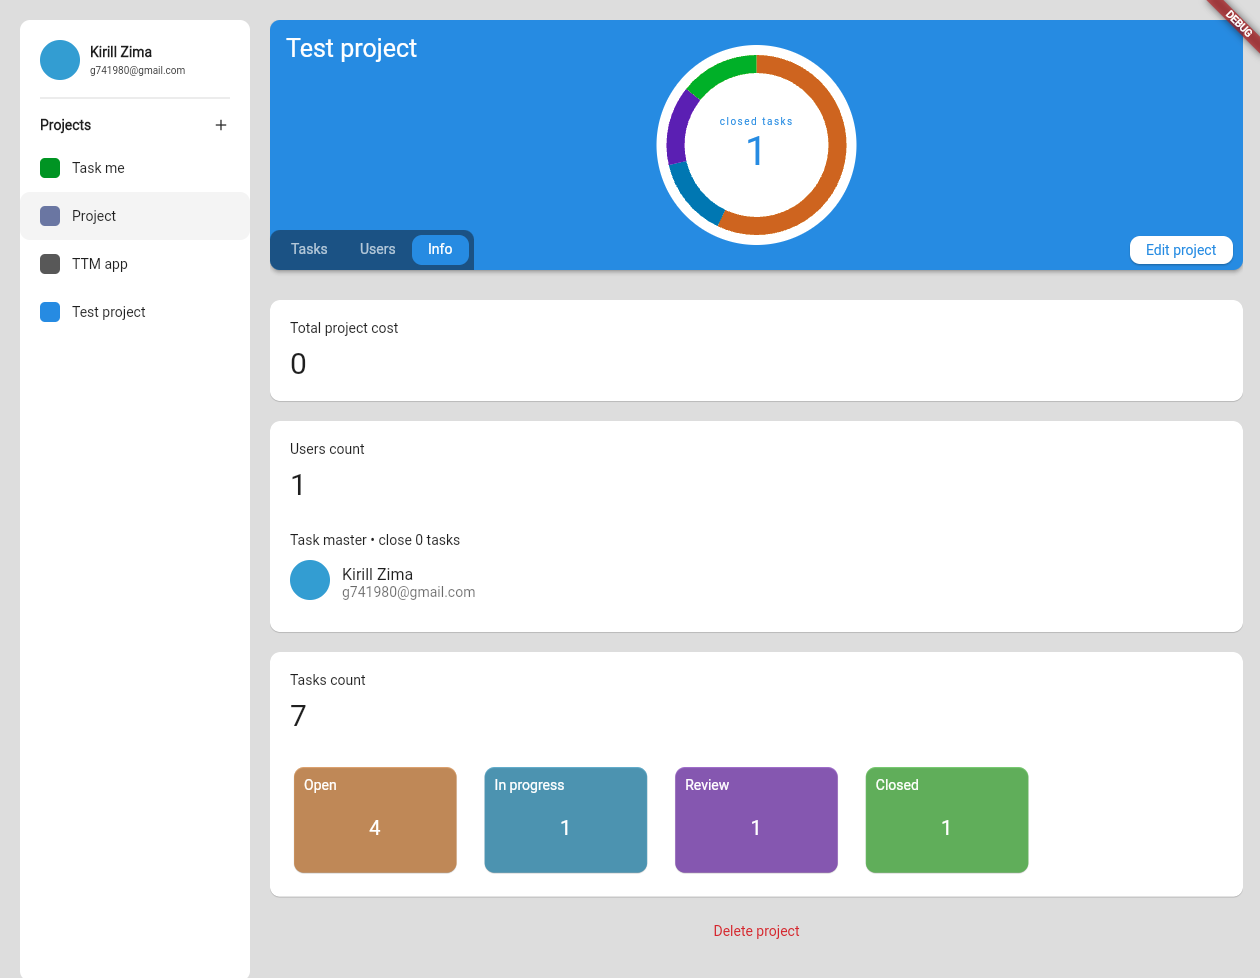 Kirill Zima
g741980@gmail.com
Projects
+
Task me
Project
TTM app
Test project
DEBUG
Test project
closed tasks
1
Tasks
Users
Info
Edit project
Total project cost
0
Users count
1
Task master • close 0 tasks
Kirill Zima
g741980@gmail.com
Tasks count
7
Open
4
In progress
1
Review
1
Closed
1
Delete project